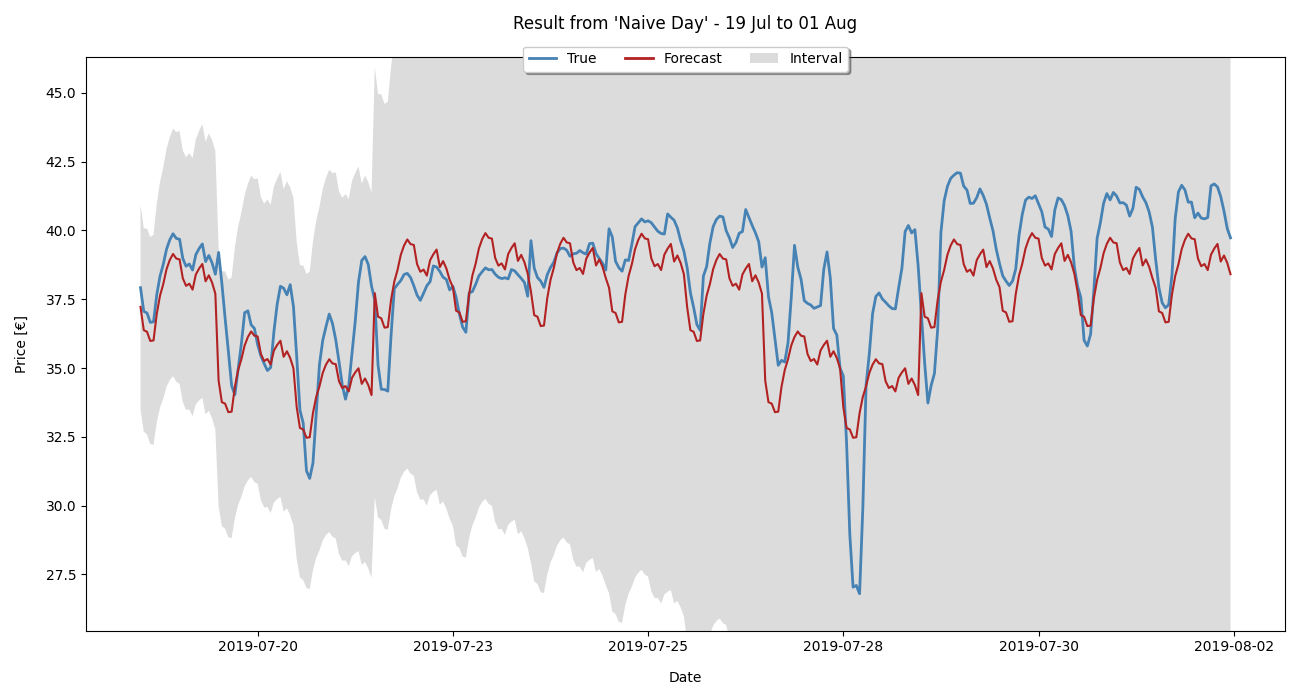 Result from 'Naive Day' - 19 Jul to 01 Aug
True Forecast Interval
45.0
42.5
40.0
37.5
35.0
32.5
30.0
27.5
Price [€]
2019-07-20 2019-07-23 2019-07-25 2019-07-28 2019-07-30 2019-08-02
Date